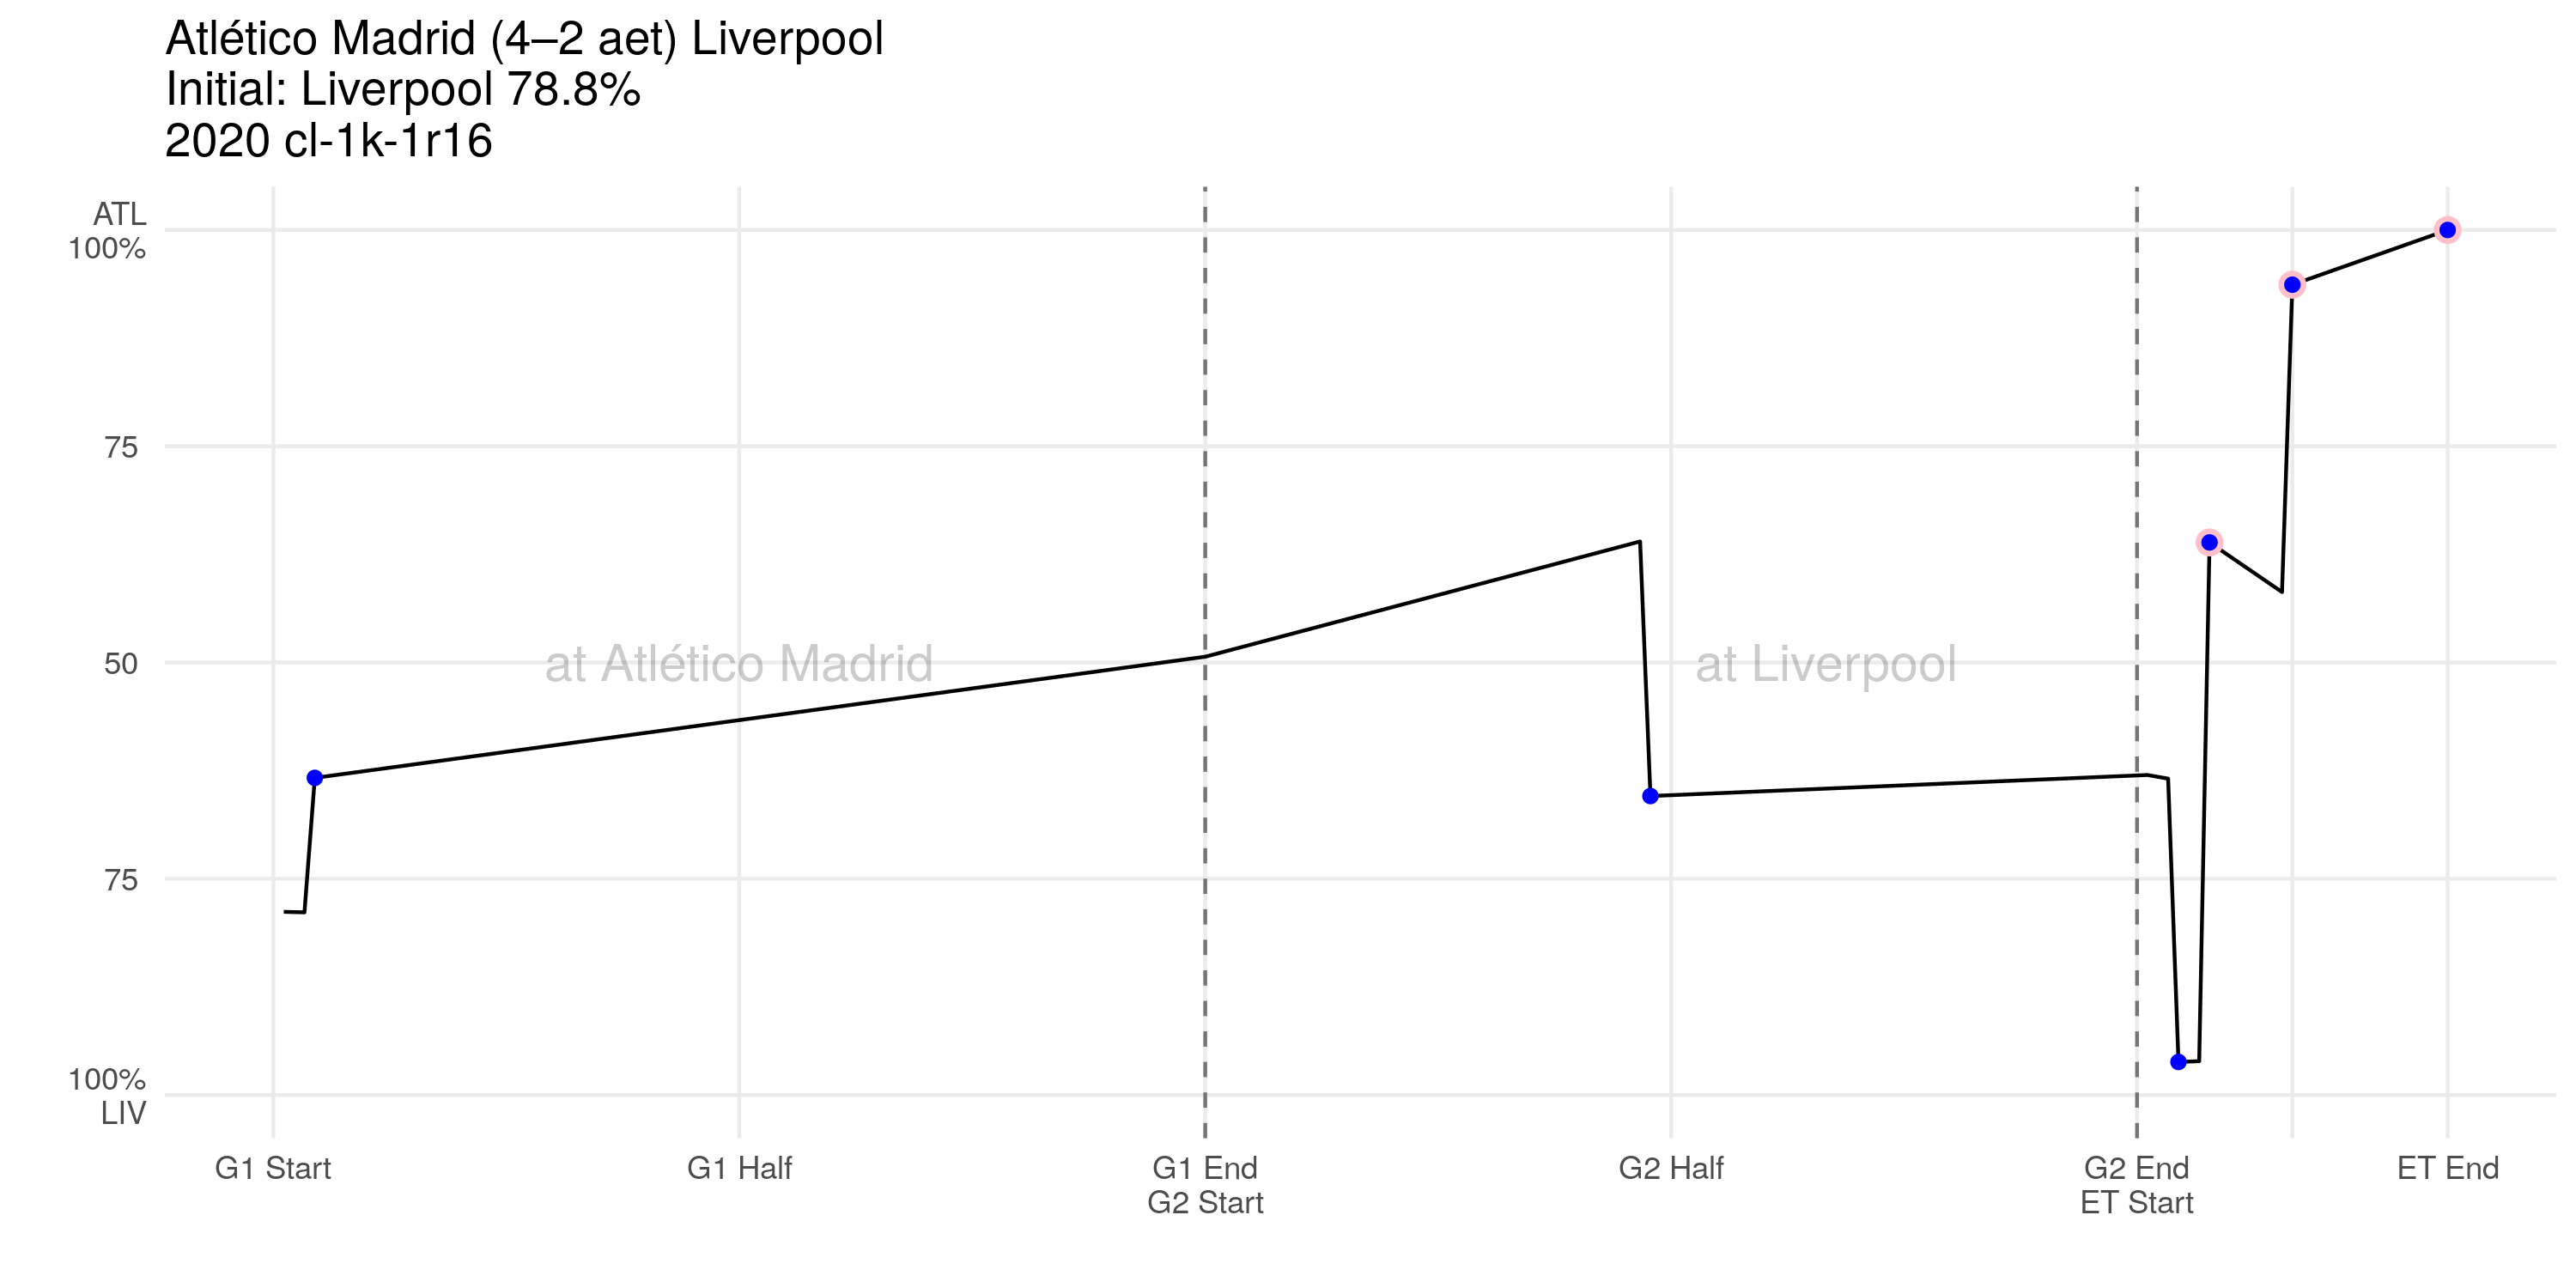 Atlético Madrid (4–2 aet) Liverpool
Initial: Liverpool 78.8%
2020 cl-1k-1r16
ATL
100%
75
50
75
100%
LIV
at Atlético Madrid
at Liverpool
G1 Start
G1 Half
G1 End
G2 Start
G2 Half
G2 End
ET Start
ET End